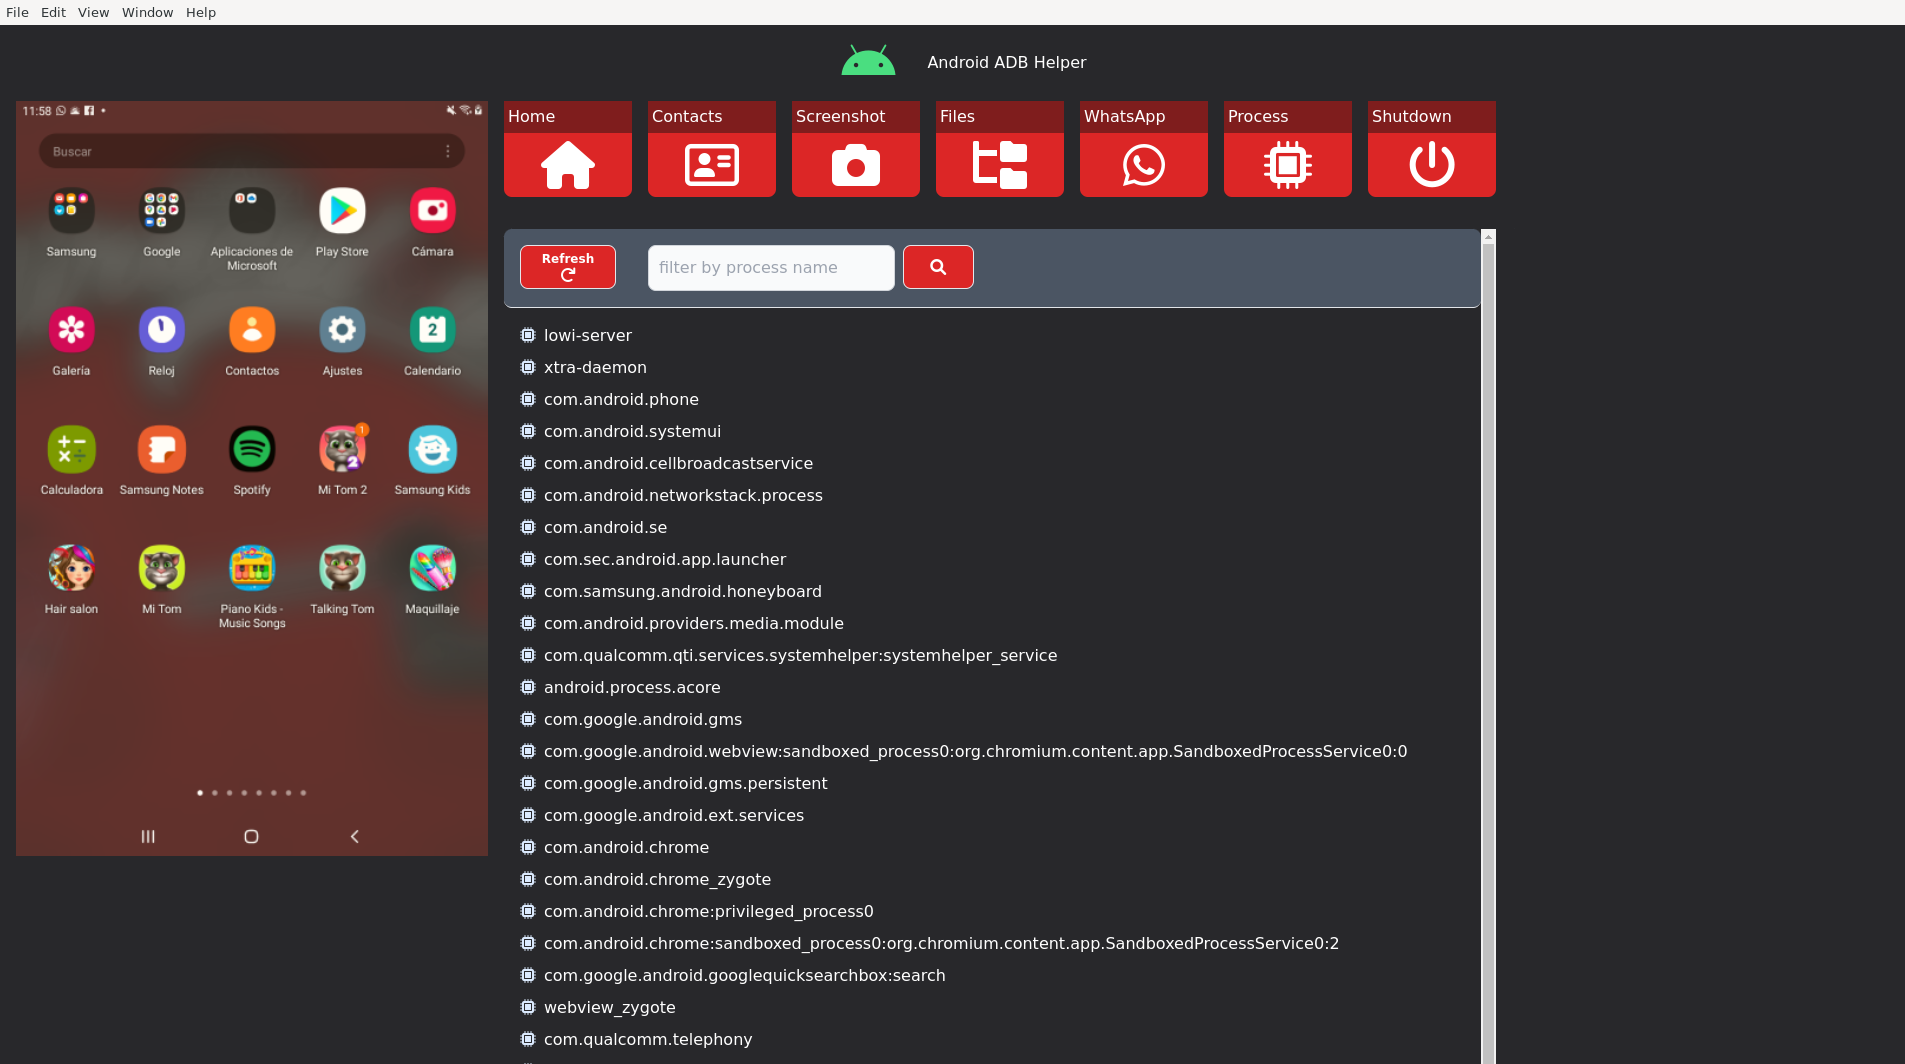 File Edit View Window Help
Android ADB Helper
11:58
Buscar
Samsung
Google
Aplicaciones de
Microsoft
Play Store
Cámara
Galería
Reloj
Contactos
Ajustes
2
Calendario
Calculadora
Samsung Notes
Spotify
1
2
Mi Tom 2
Samsung Kids
Hair salon
Mi Tom
Piano Kids -
Music Songs
Talking Tom
Maquillaje
Home
Contacts
Screenshot
Files
WhatsApp
Process
Shutdown
Refresh
filter by process name
lowi-server
xtra-daemon
com.android.phone
com.android.systemui
com.android.cellbroadcastservice
com.android.networkstack.process
com.android.se
com.sec.android.app.launcher
com.samsung.android.honeyboard
com.android.providers.media.module
com.qualcomm.qti.services.systemhelper:systemhelper_service
android.process.acore
com.google.android.gms
com.google.android.webview:sandboxed_process0:org.chromium.content.app.SandboxedProcessService0:0
com.google.android.gms.persistent
com.google.android.ext.services
com.android.chrome
com.android.chrome_zygote
com.android.chrome:privileged_process0
com.android.chrome:sandboxed_process0:org.chromium.content.app.SandboxedProcessService0:2
com.google.android.googlequicksearchbox:search
webview_zygote
com.qualcomm.telephony